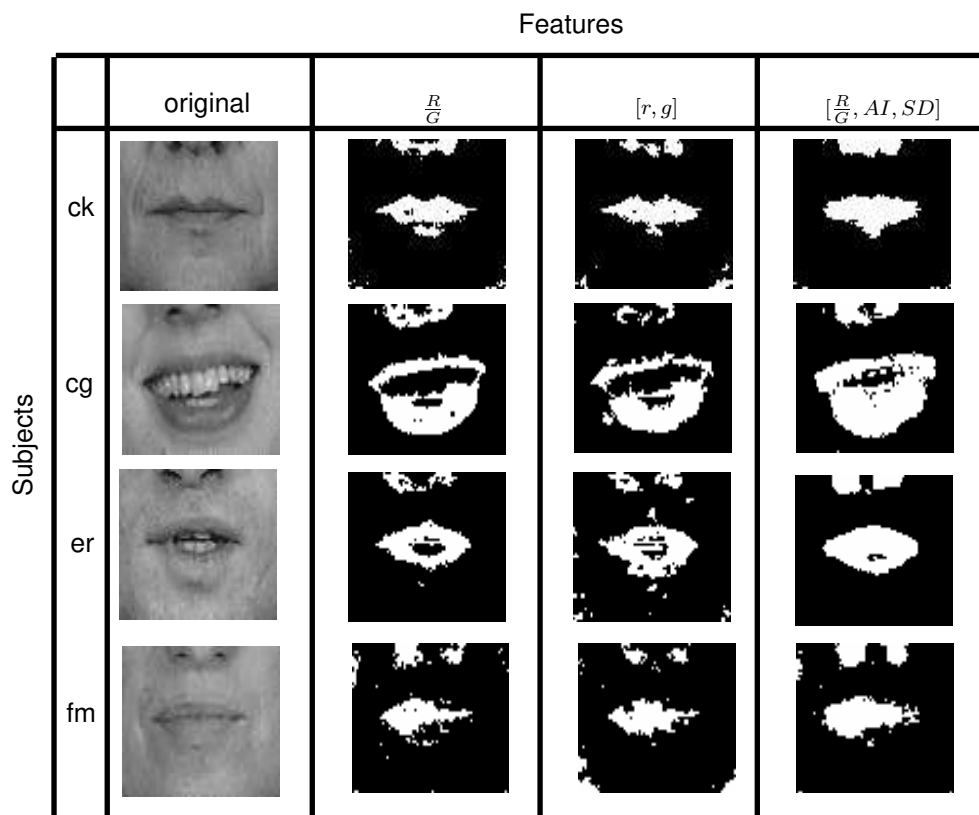 Features
original
R/G
[r, g]
[R/G, AI, SD]
Subjects
ck
cg
er
fm